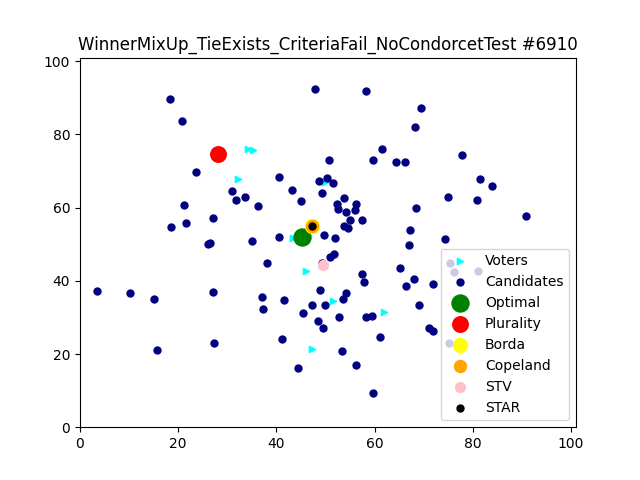 WinnerMixUp_TieExists_CriteriaFail_NoCondorcetTest #6910
100
80
60
40
20
0
0 20 40 60 80 100
Voters
Candidates
Optimal
Plurality
Borda
Copeland
STV
STAR